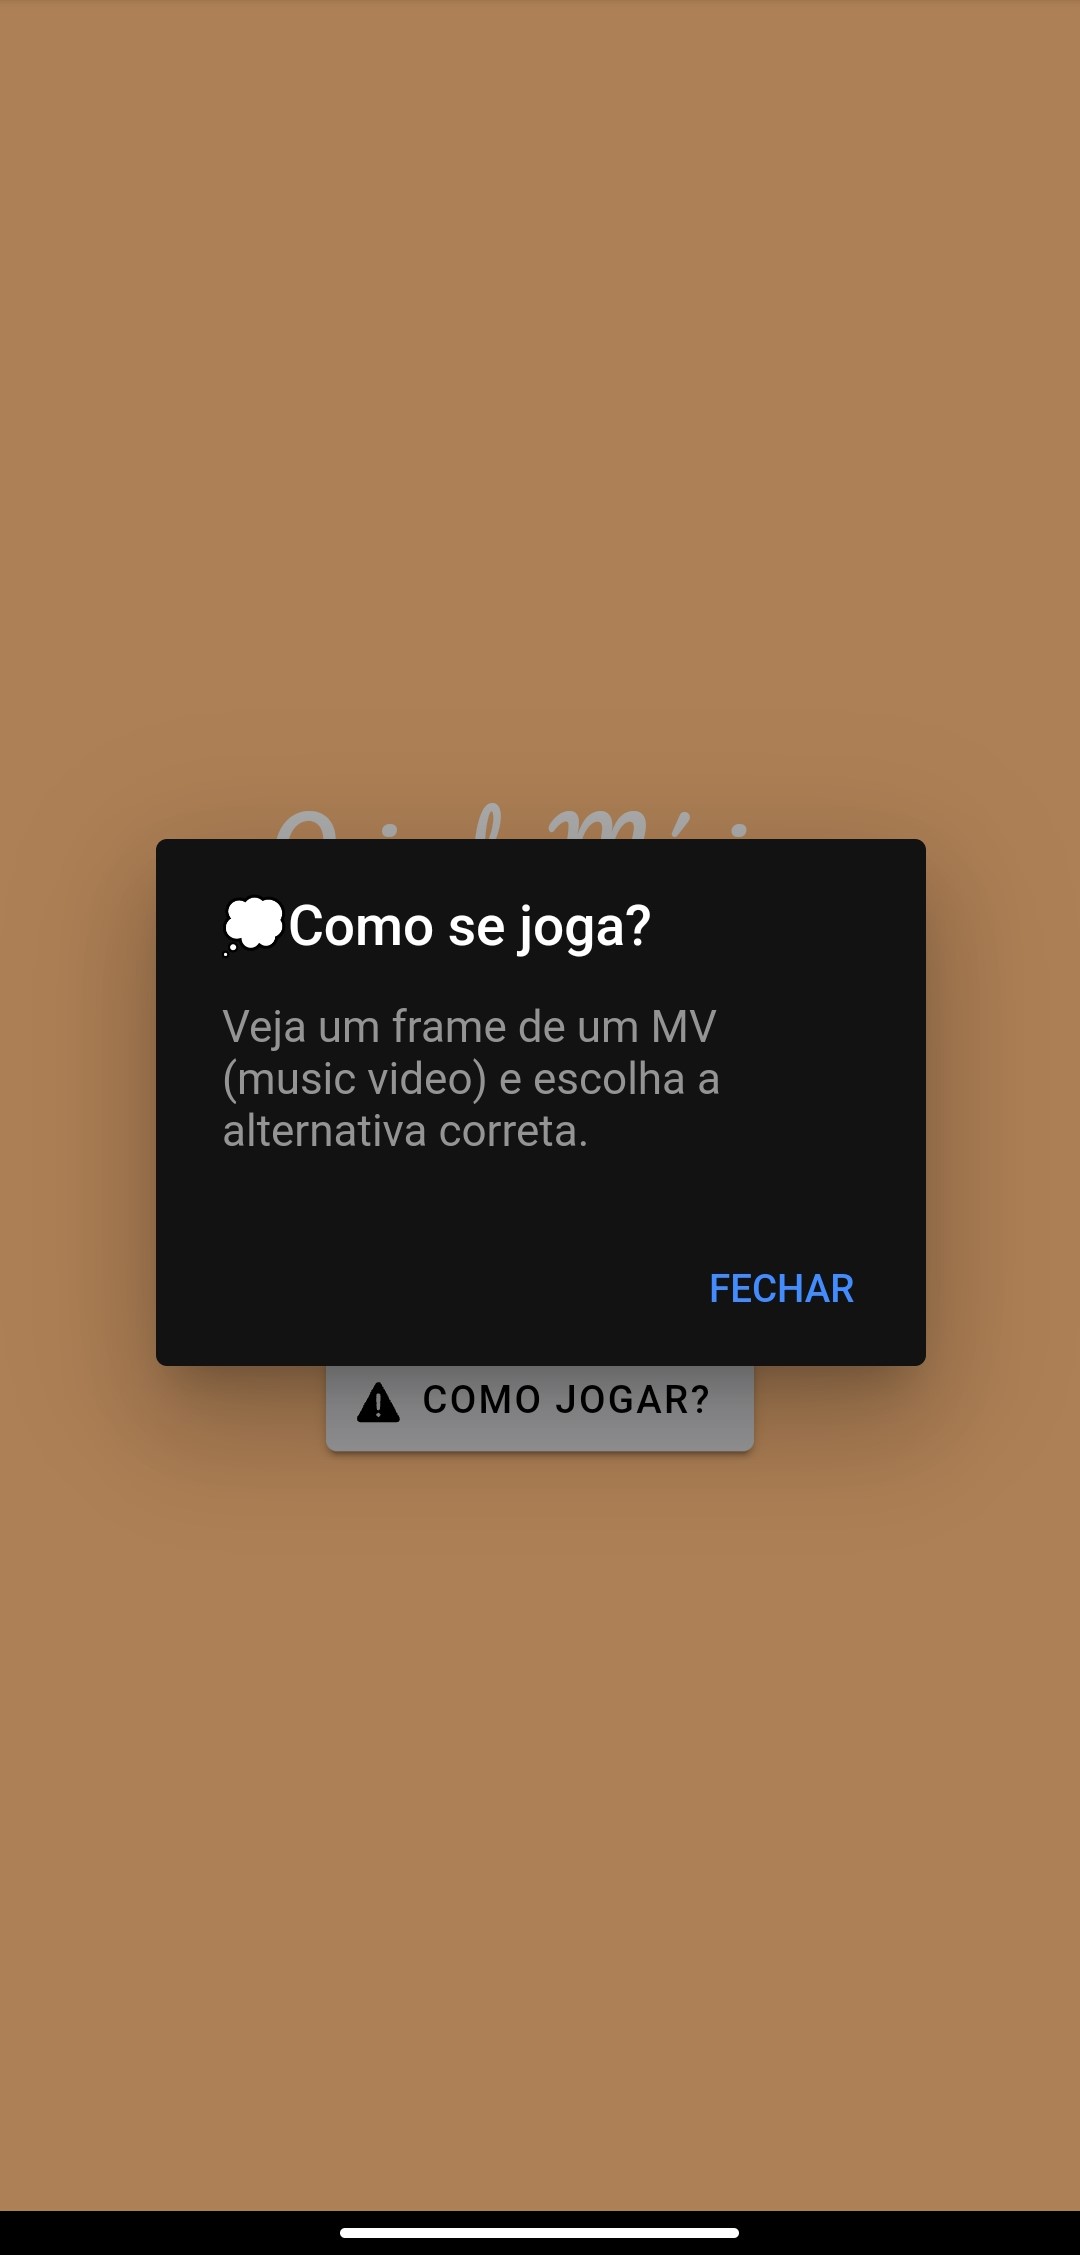 💭Como se joga?
Veja um frame de um MV
(music video) e escolha a
alternativa correta.
FECHAR
COMO JOGAR?